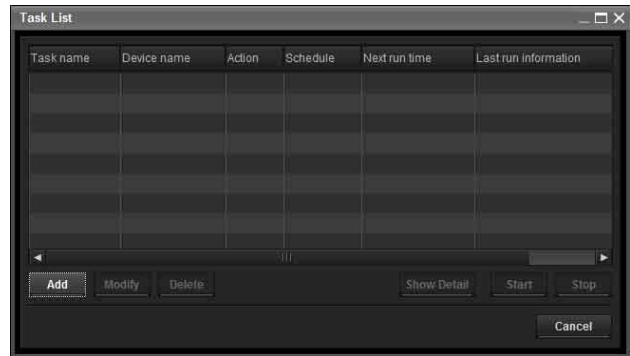 Task List
Task name Device name Action Schedule Next run time Last run information
Add Modify Delete Show Detail Start Stop
Cancel